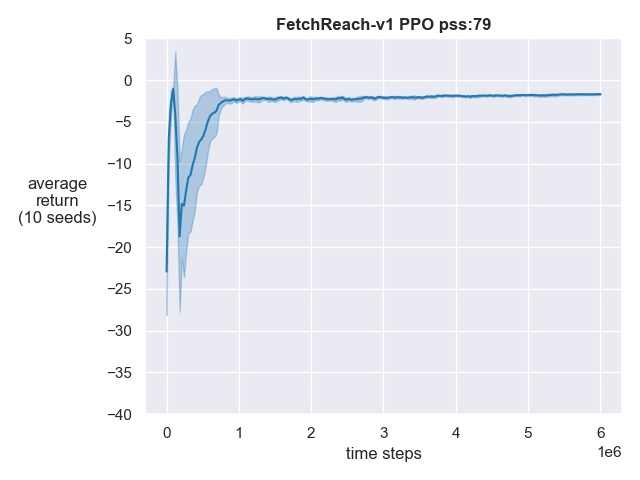 FetchReach-v1 PPO pss:79
5
0
−5
−10
−15
−20
−25
−30
−35
−40
average
return
(10 seeds)
0 1 2 3 4 5 6
1e6
time steps